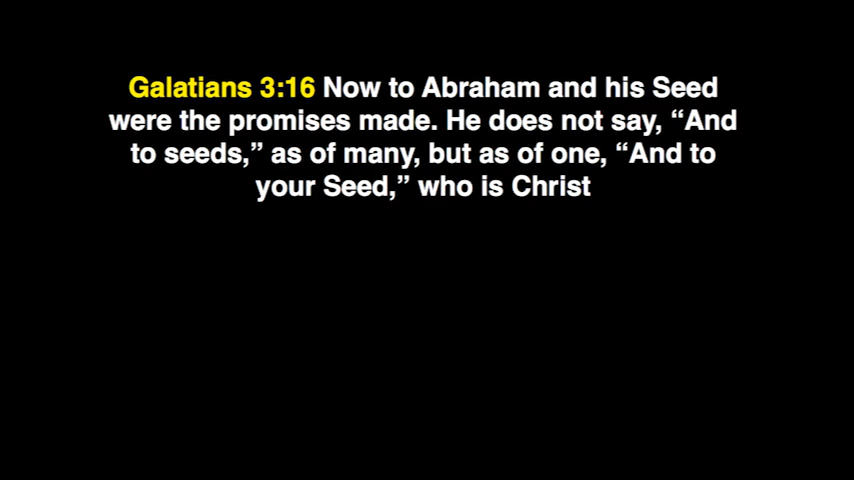 Galatians 3:16 Now to Abraham and his Seed
were the promises made. He does not say, “And
to seeds,” as of many, but as of one, “And to
your Seed,” who is Christ